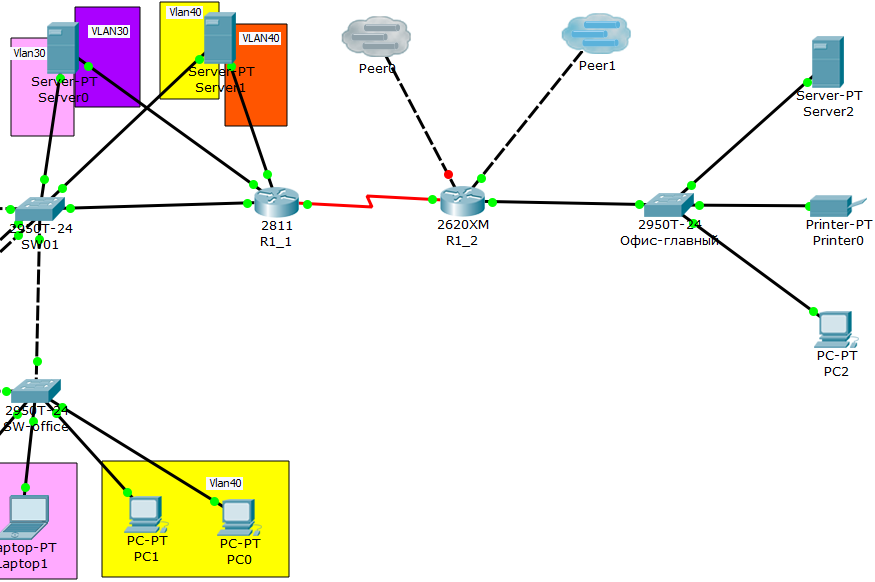 Vlan30
VLAN30
Vlan40
VLAN40
Server-PT
Server0
Server-PT
Server1
Peer0
Peer1
Server-PT
Server2
2950T-24
SW01
2811
R1_1
2620XM
R1_2
2950T-24
Офис-главный
Printer-PT
Printer0
PC-PT
PC2
2950T-24
SW-office
Vlan40
aptop-PT
aptop1
PC-PT
PC1
PC-PT
PC0